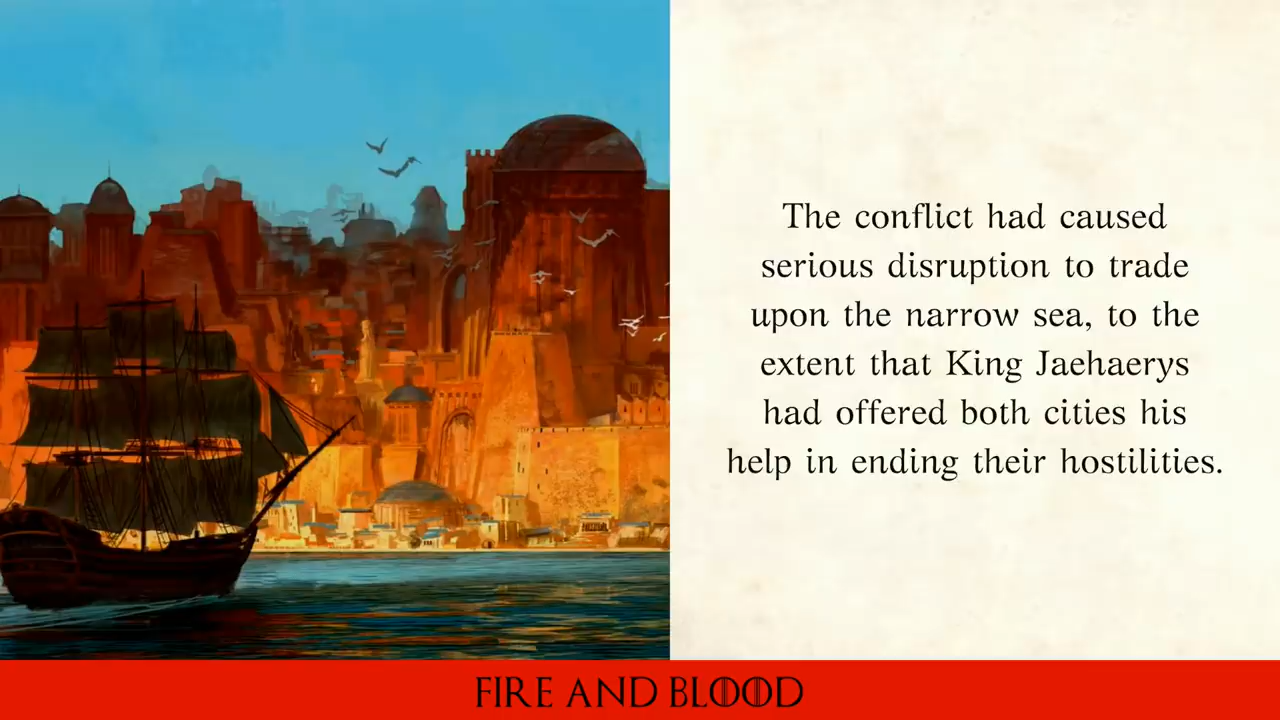 The conflict had caused
serious disruption to trade
upon the narrow sea, to the
extent that King Jaehaerys
had offered both cities his
help in ending their hostilities.
FIRE AND BLOOD